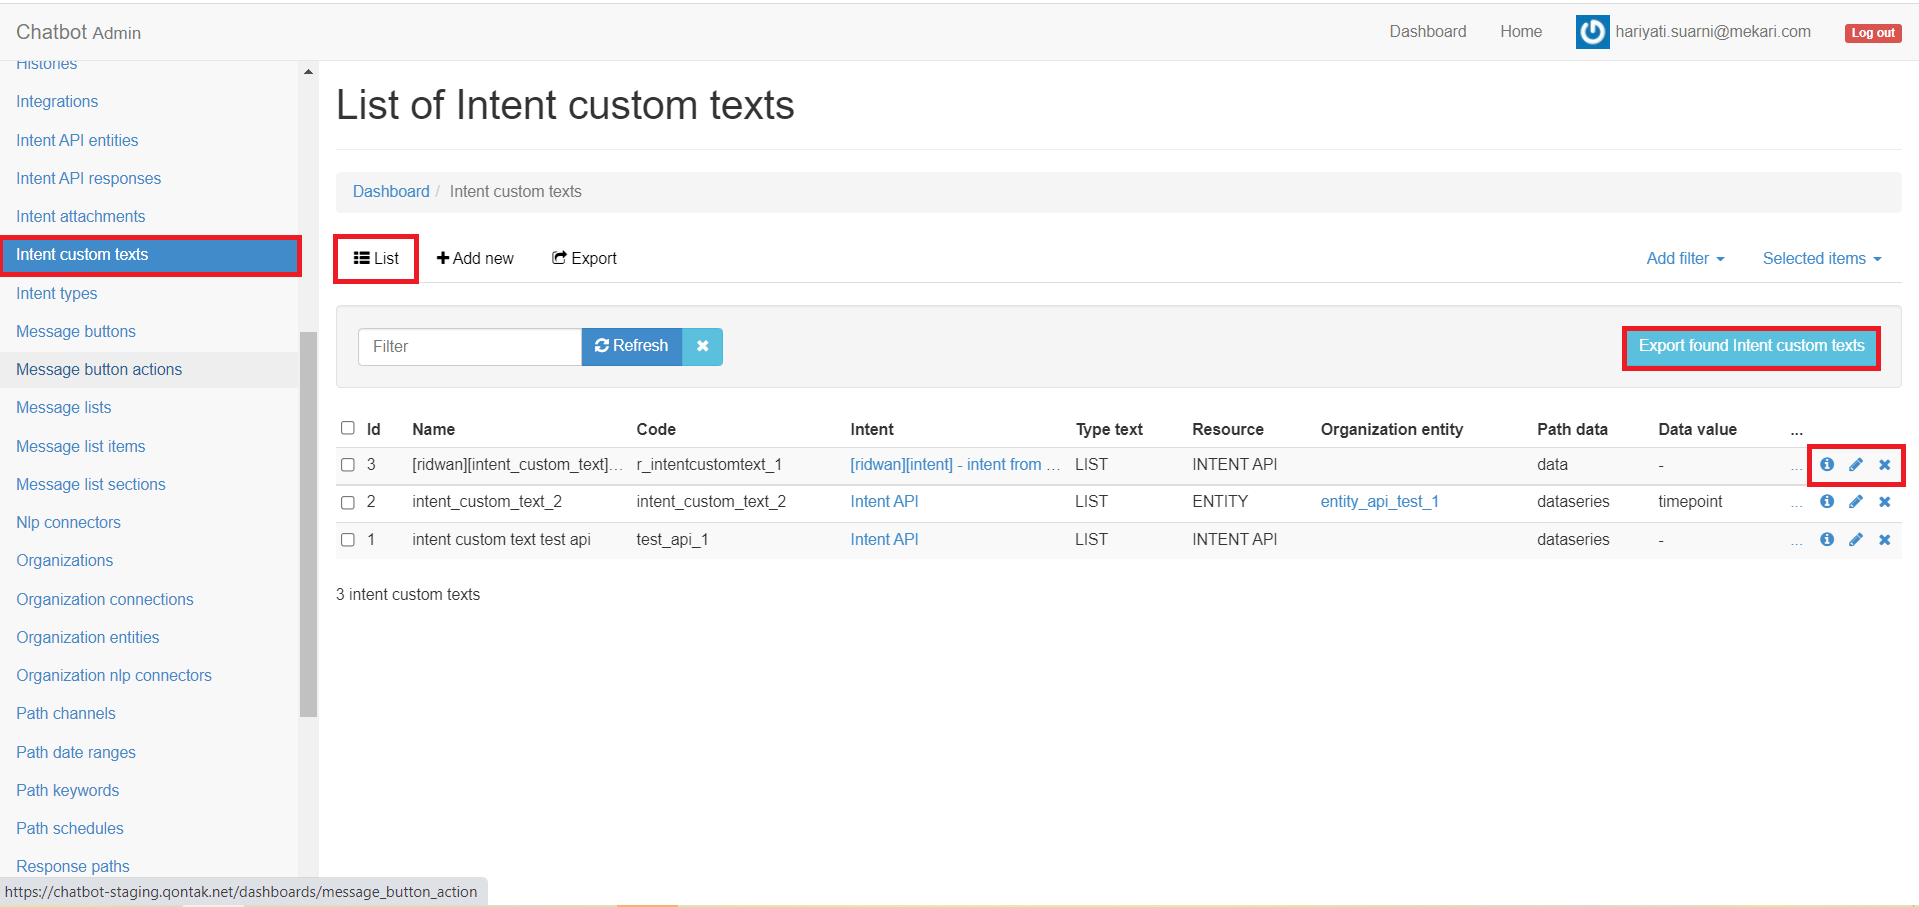 Chatbot Admin
Dashboard Home hariyati.suarni@mekari.com Log out
Histories
Integrations
Intent API entities
Intent API responses
Intent attachments
Intent custom texts
Intent types
Message buttons
Message button actions
Message lists
Message list items
Message list sections
Nlp connectors
Organizations
Organization connections
Organization entities
Organization nlp connectors
Path channels
Path date ranges
Path keywords
Path schedules
Response paths
https://chatbot-staging.qontak.net/dashboards/message_button_action
List of Intent custom texts
Dashboard / Intent custom texts
List Add new Export Add filter Selected items
Filter Refresh Export found Intent custom texts
Id Name Code Intent Type text Resource Organization entity Path data Data value ...
3 [ridwan][intent_custom_text]... r_intentcustomtext_1 [ridwan][intent] - intent from ... LIST INTENT API data - ...
2 intent_custom_text_2 intent_custom_text_2 Intent API LIST ENTITY entity_api_test_1 dataseries timepoint ...
1 intent custom text test api test_api_1 Intent API LIST INTENT API dataseries - ...
3 intent custom texts